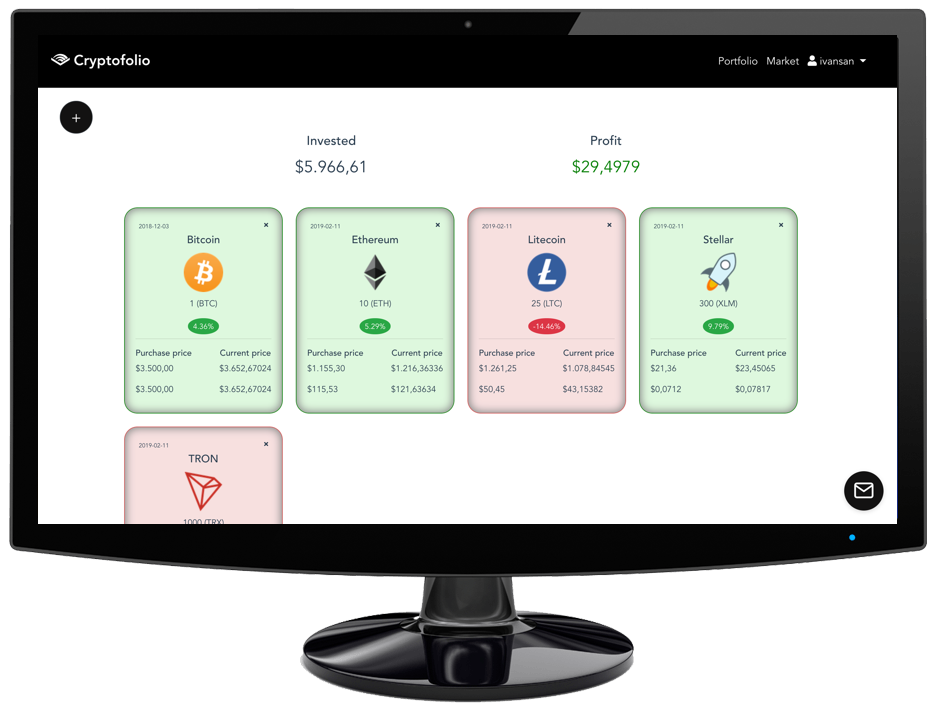 Cryptofolio
Portfolio Market ivansan
+
Invested
$5.966,61
Profit
$29,4979
2018-12-03 ×
Bitcoin
1 (BTC)
4.36%
Purchase price Current price
$3.500,00 $3.652,67024
$3.500,00 $3.652,67024
2019-02-11 ×
Ethereum
10 (ETH)
5.29%
Purchase price Current price
$1.155,30 $1.216,36336
$115,53 $121,63634
2019-02-11 ×
Litecoin
25 (LTC)
-14.46%
Purchase price Current price
$1.261,25 $1.078,84545
$50,45 $43,15382
2019-02-11 ×
Stellar
300 (XLM)
9.79%
Purchase price Current price
$21,36 $23,45065
$0,0712 $0,07817
2019-02-11 ×
TRON
1000 (TRX)